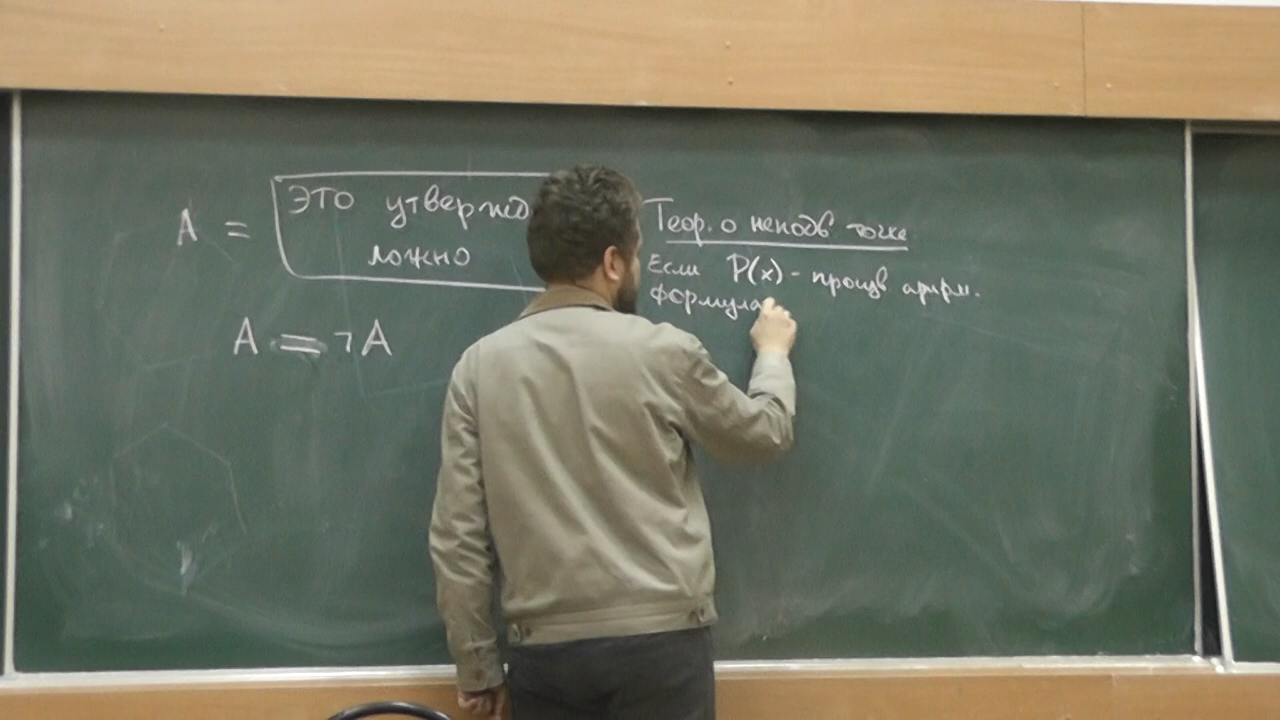 A = ЭТО утвержд
ложно
A = ¬A
Теор. о неподв точке
Если P(x) - произв арифм.
формула